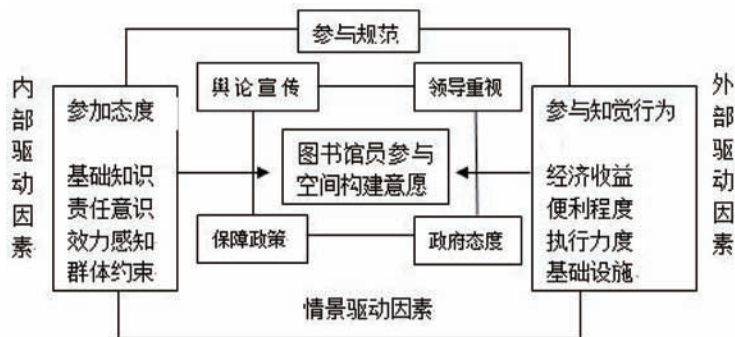 参与规范
内部驱动因素
参加态度
基础知识
责任意识
效力感知
群体约束
舆论宣传
领导重视
图书馆员参与
空间构建意愿
保障政策
政府态度
参与知觉行为
经济收益
便利程度
执行力度
基础设施
外部驱动因素
情景驱动因素